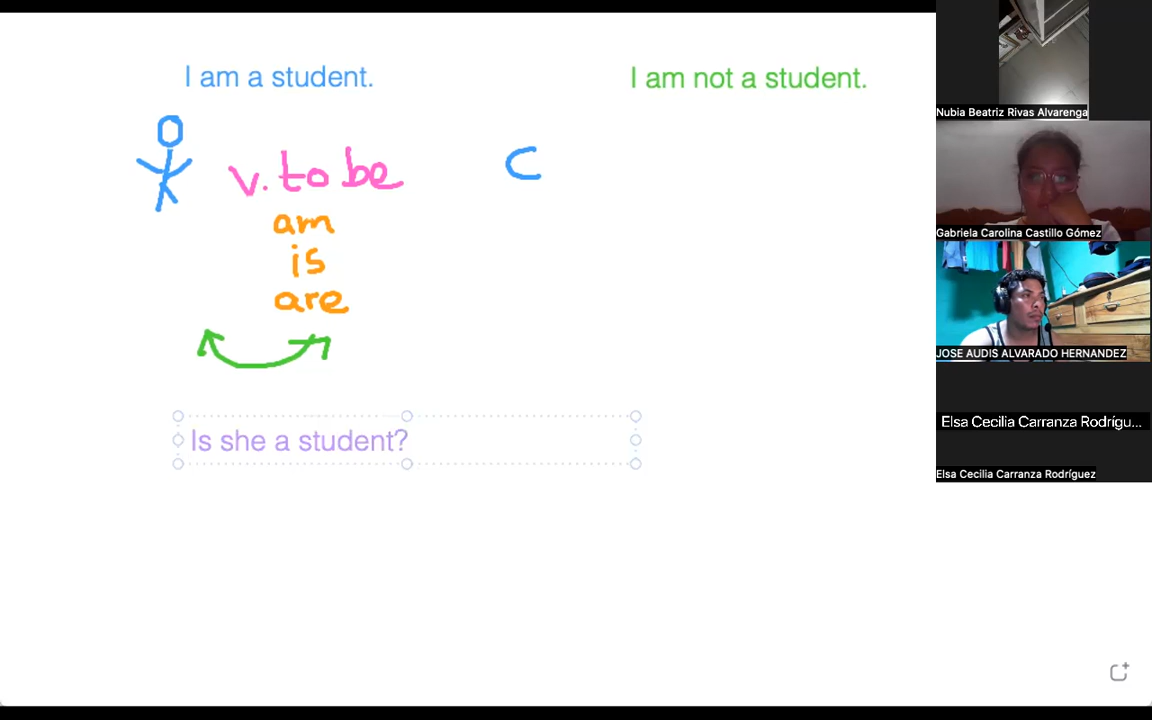 I am a student.
I am not a student.
v. to be
C
am
is
are
Is she a student?
Nubia Beatriz Rivas Alvarenga
Gabriela Carolina Castillo Gómez
JOSE AUDIS ALVARADO HERNANDEZ
Elsa Cecilia Carranza Rodrígu...
Elsa Cecilia Carranza Rodríguez